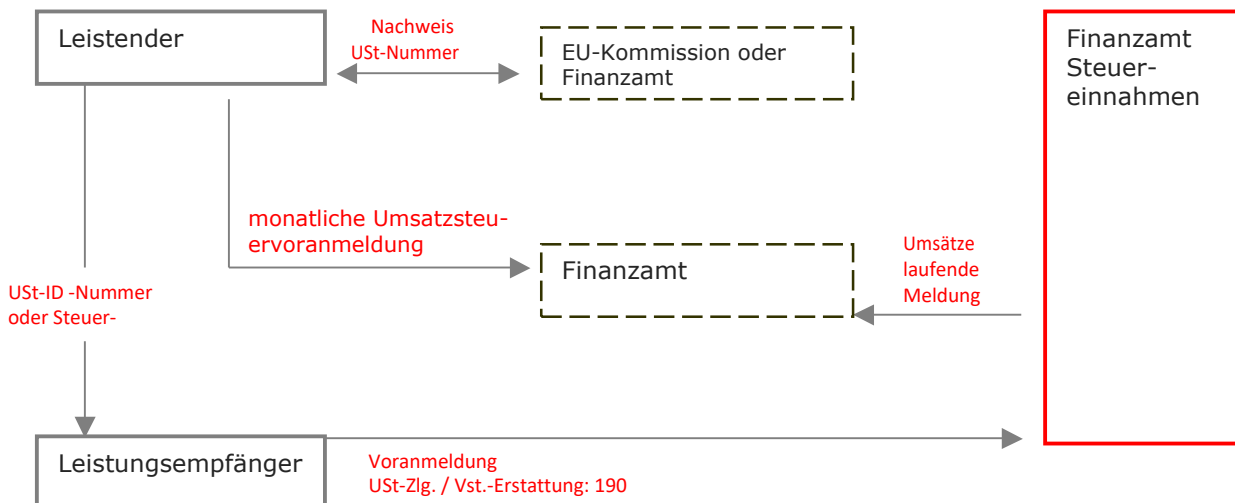 Leistender
Nachweis
USt-Nummer
EU-Kommission oder
Finanzamt
Finanzamt
Steuer-
einnahmen
monatliche Umsatzsteu-
ervoranmeldung
Finanzamt
Umsätze
laufende
Meldung
USt-ID -Nummer
oder Steuer-
Leistungsempfänger
Voranmeldung
USt-Zlg. / Vst.-Erstattung: 190